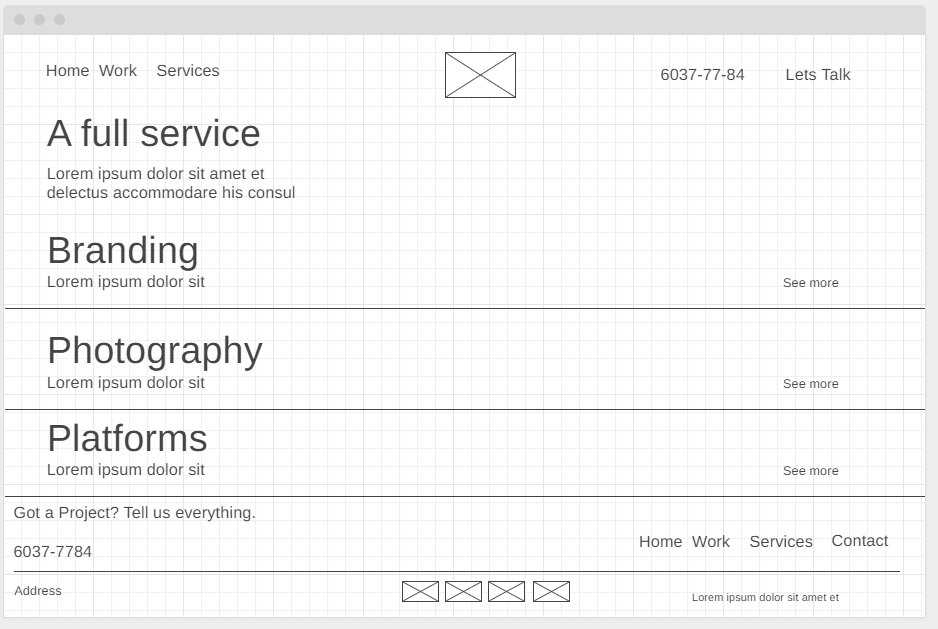 Home Work Services 6037-77-84 Lets Talk
A full service
Lorem ipsum dolor sit amet et
delectus accommodare his consul
Branding
Lorem ipsum dolor sit See more
Photography
Lorem ipsum dolor sit See more
Platforms
Lorem ipsum dolor sit See more
Got a Project? Tell us everything.
6037-7784 Home Work Services Contact
Address Lorem ipsum dolor sit amet et